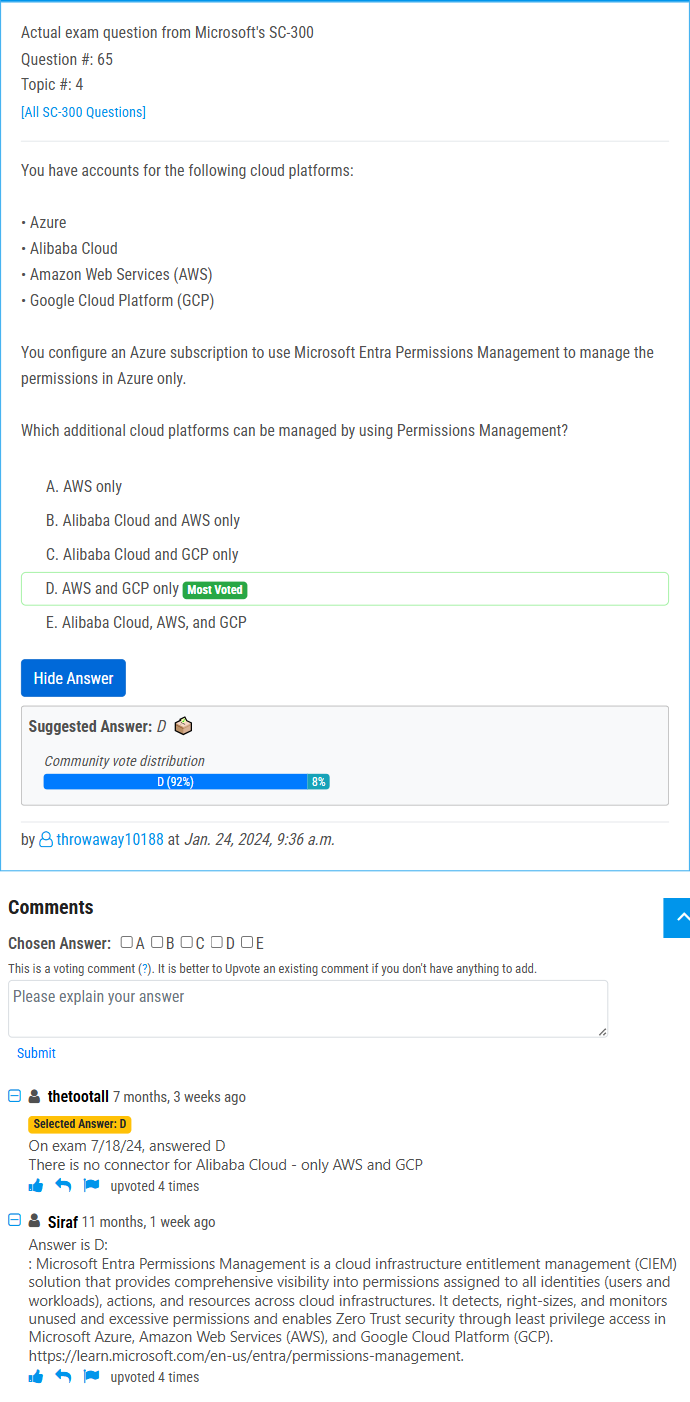 Actual exam question from Microsoft's SC-300
Question #: 65
Topic #: 4
[All SC-300 Questions]
You have accounts for the following cloud platforms:
• Azure
• Alibaba Cloud
• Amazon Web Services (AWS)
• Google Cloud Platform (GCP)
You configure an Azure subscription to use Microsoft Entra Permissions Management to manage the
permissions in Azure only.
Which additional cloud platforms can be managed by using Permissions Management?
A. AWS only
B. Alibaba Cloud and AWS only
C. Alibaba Cloud and GCP only
D. AWS and GCP only Most Voted
E. Alibaba Cloud, AWS, and GCP
Hide Answer
Suggested Answer: D
Community vote distribution
D (92%) 8%
by throwaway10188 at Jan. 24, 2024, 9:36 a.m.
Comments
Chosen Answer: A B C D E
This is a voting comment (?). It is better to Upvote an existing comment if you don't have anything to add.
Please explain your answer
Submit
thetootall 7 months, 3 weeks ago
Selected Answer: D
On exam 7/18/24, answered D
There is no connector for Alibaba Cloud - only AWS and GCP
upvoted 4 times
Siraf 11 months, 1 week ago
Answer is D:
: Microsoft Entra Permissions Management is a cloud infrastructure entitlement management (CIEM)
solution that provides comprehensive visibility into permissions assigned to all identities (users and
workloads), actions, and resources across cloud infrastructures. It detects, right-sizes, and monitors
unused and excessive permissions and enables Zero Trust security through least privilege access in
Microsoft Azure, Amazon Web Services (AWS), and Google Cloud Platform (GCP).
https://learn.microsoft.com/en-us/entra/permissions-management.
upvoted 4 times